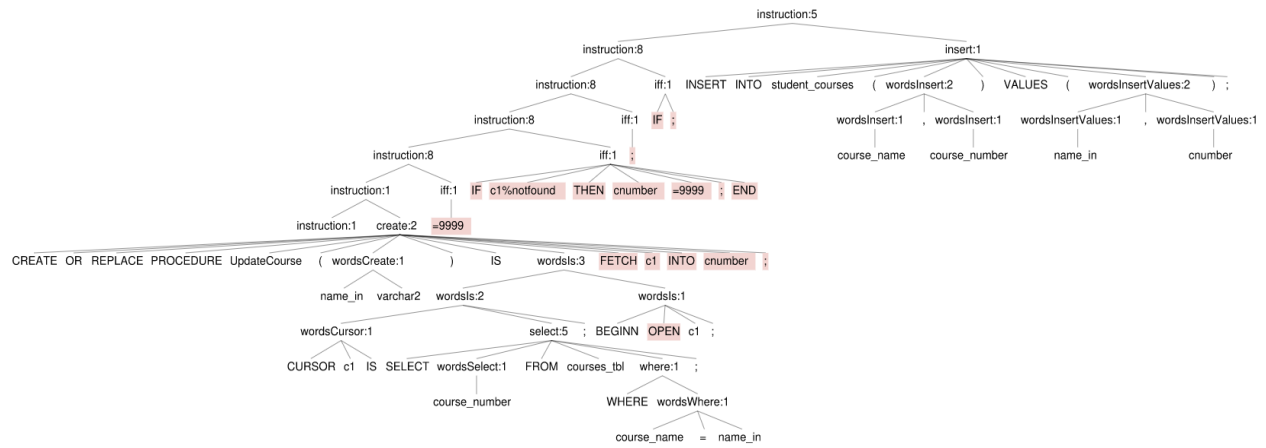 instruction:5
instruction:8 insert:1
instruction:8 iff:1 INSERT INTO student_courses ( wordsInsert:2 ) VALUES ( wordsInsertValues:2 ) ;
instruction:8 iff:1 IF ; wordsInsert:1 , wordsInsert:1 wordsInsertValues:1 , wordsInsertValues:1
instruction:8 iff:1 ; course_name course_number name_in cnumber
instruction:1 iff:1 IF c1%notfound THEN cnumber =9999 ; END
instruction:1 create:2 =9999
CREATE OR REPLACE PROCEDURE UpdateCourse ( wordsCreate:1 ) IS wordsIs:3 FETCH c1 INTO cnumber ;
name_in varchar2 wordsIs:2 wordsIs:1
wordsCursor:1 select:5 ; BEGINN OPEN c1 ;
CURSOR c1 IS SELECT wordsSelect:1 FROM courses_tbl where:1 ;
course_number WHERE wordsWhere:1
course_name = name_in